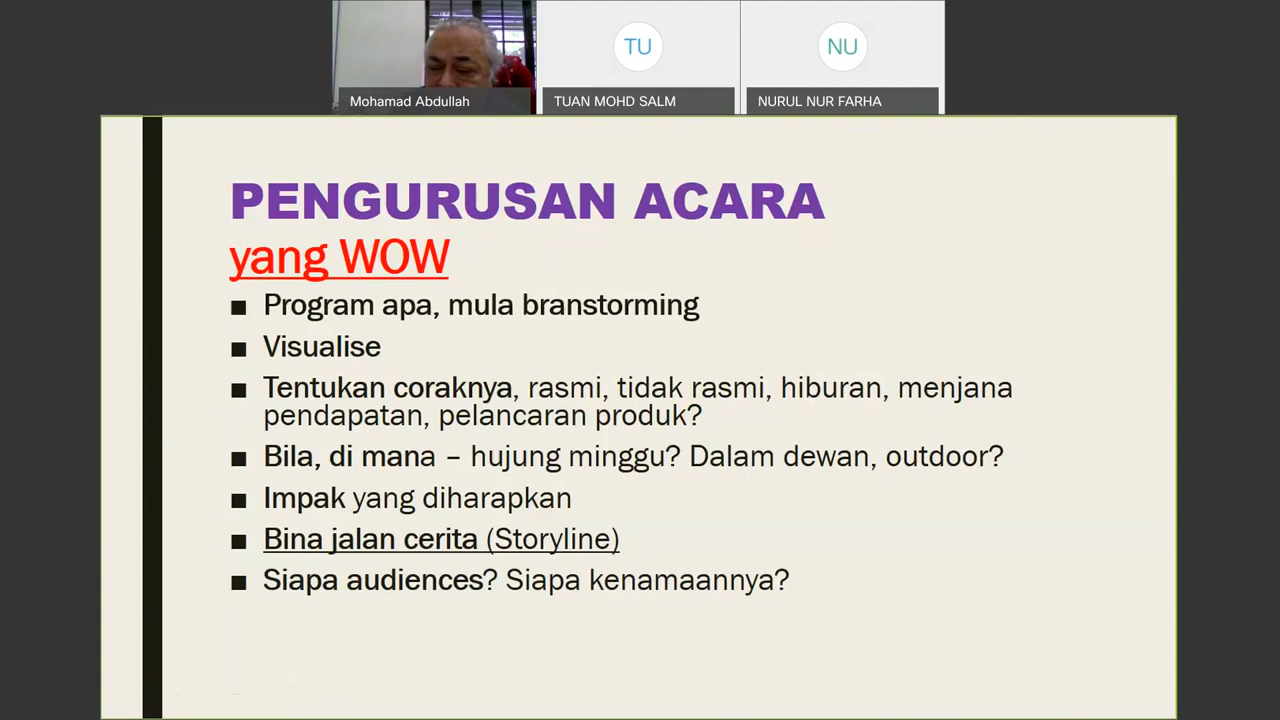 Mohamad Abdullah
TU
TUAN MOHD SALM
NU
NURUL NUR FARHA
PENGURUSAN ACARA
yang WOW
■ Program apa, mula branstorming
■ Visualise
■ Tentukan coraknya, rasmi, tidak rasmi, hiburan, menjana
pendapatan, pelancaran produk?
■ Bila, di mana – hujung minggu? Dalam dewan, outdoor?
■ Impak yang diharapkan
■ Bina jalan cerita (Storyline)
■ Siapa audiences? Siapa kenamaannya?